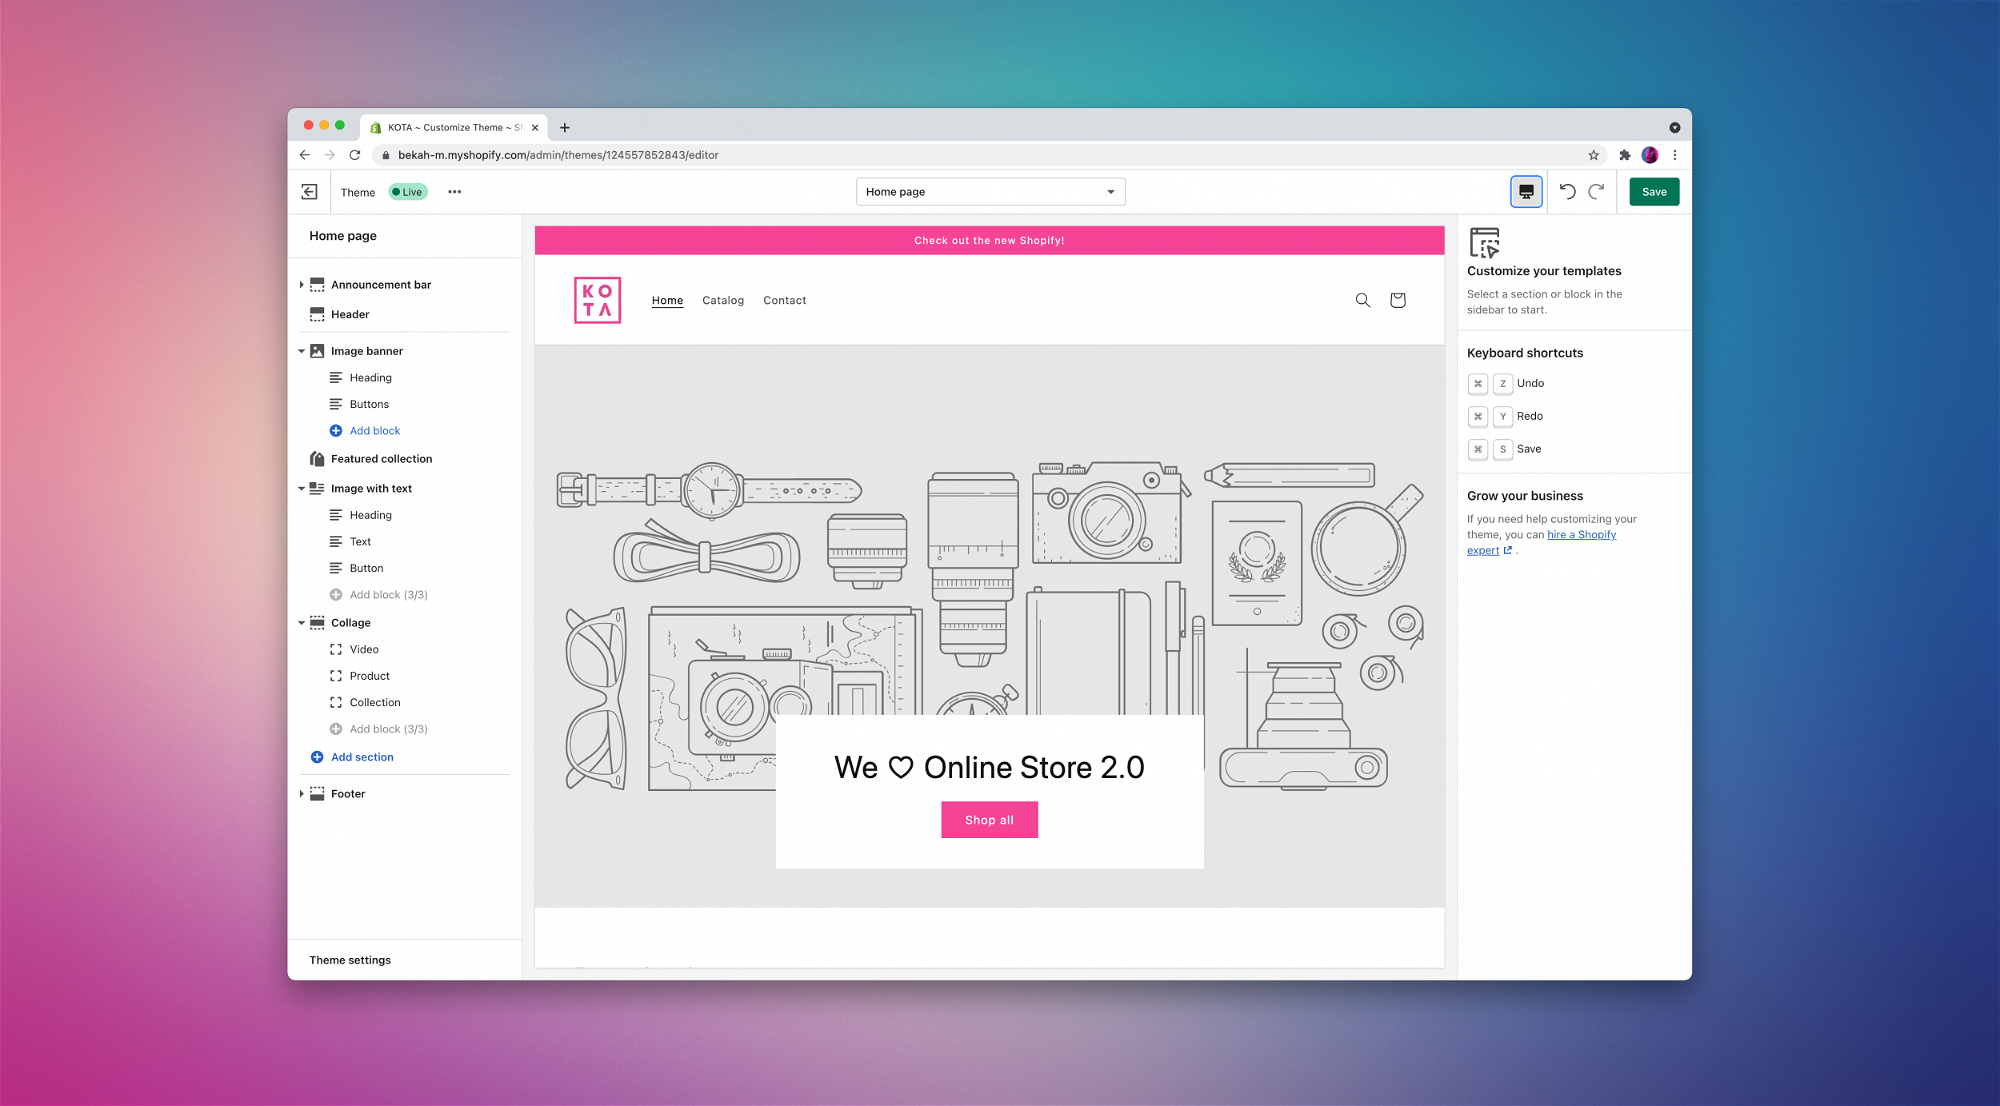 KOTA ~ Customize Theme ~ Sh
bekah-m.myshopify.com/admin/themes/124557852843/editor
Theme
Live
Home page
Save
Home page
Announcement bar
Header
Image banner
Heading
Buttons
Add block
Featured collection
Image with text
Heading
Text
Button
Add block (3/3)
Collage
Video
Product
Collection
Add block (3/3)
Add section
Footer
Theme settings
Check out the new Shopify!
KO
TA
Home
Catalog
Contact
We ♡ Online Store 2.0
Shop all
Customize your templates
Select a section or block in the
sidebar to start.
Keyboard shortcuts
⌘ Z Undo
⌘ Y Redo
⌘ S Save
Grow your business
If you need help customizing your
theme, you can hire a Shopify
expert .